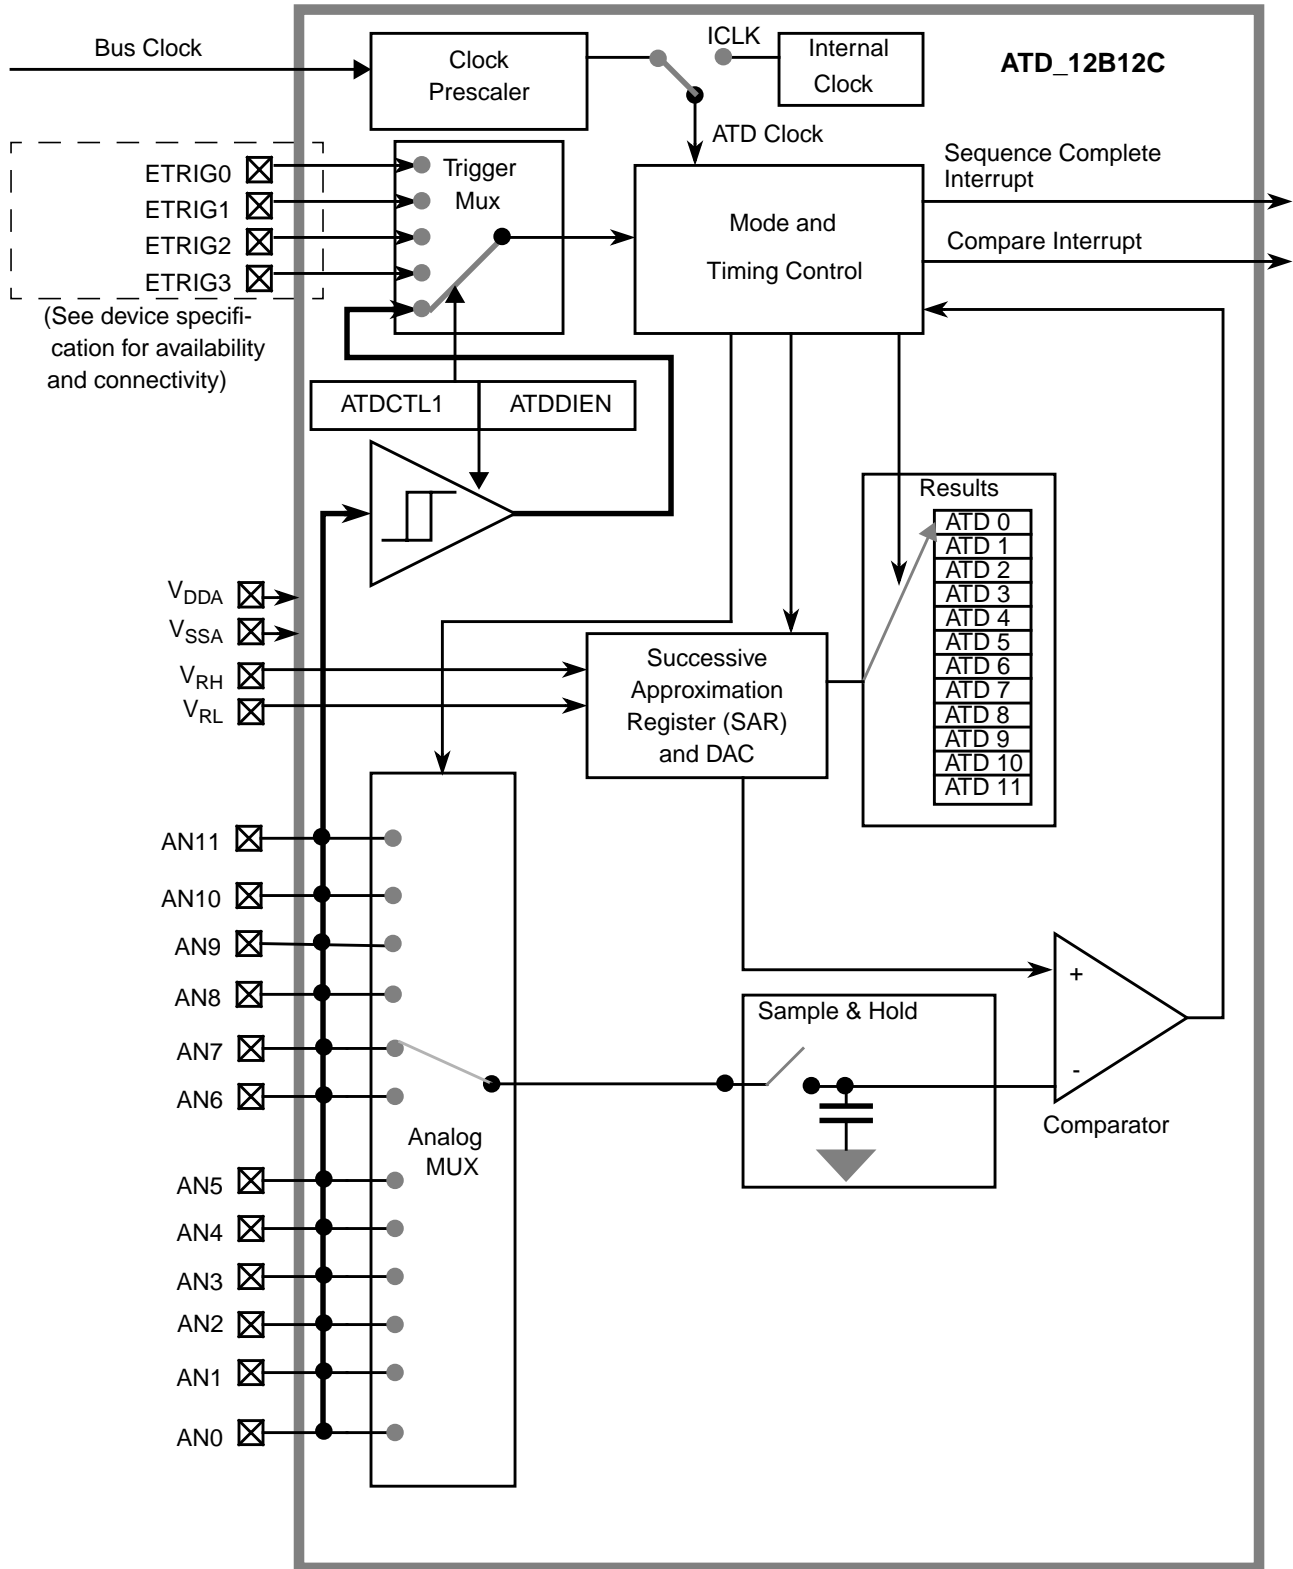 Bus Clock
Clock
Prescaler
ICLK
Internal
Clock
ATD_12B12C
ATD Clock
ETRIG0
ETRIG1
ETRIG2
ETRIG3
(See device specifi-
cation for availability
and connectivity)
Trigger
Mux
Mode and
Timing Control
Sequence Complete
Interrupt
Compare Interrupt
ATDCTL1
ATDDIEN
Results
ATD 0
ATD 1
ATD 2
ATD 3
ATD 4
ATD 5
ATD 6
ATD 7
ATD 8
ATD 9
ATD 10
ATD 11
VDDA
VSSA
VRH
VRL
Successive
Approximation
Register (SAR)
and DAC
AN11
AN10
AN9
AN8
AN7
AN6
AN5
AN4
AN3
AN2
AN1
AN0
Analog
MUX
Sample & Hold
+
-
Comparator